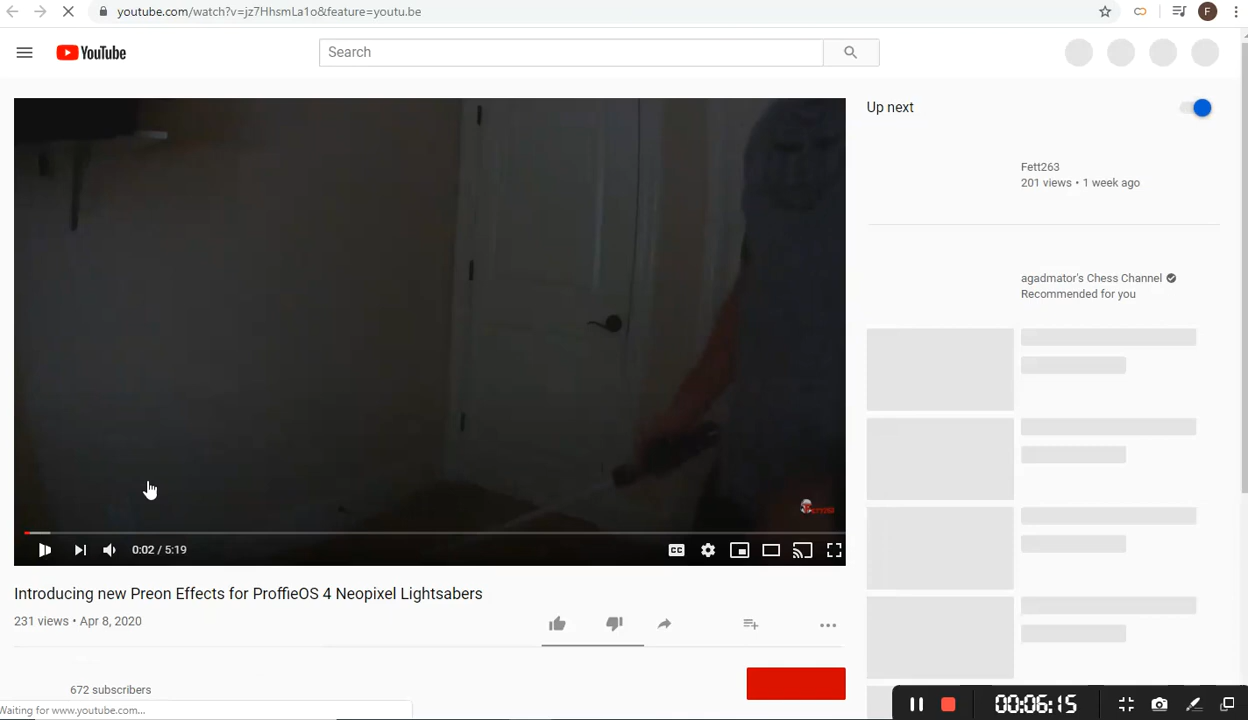 youtube.com/watch?v=jz7HhsmLa1o&feature=youtu.be
F
YouTube
Search
Up next
Fett263
201 views • 1 week ago
agadmator's Chess Channel
Recommended for you
0:02 / 5:19
CC
Introducing new Preon Effects for ProffieOS 4 Neopixel Lightsabers
231 views • Apr 8, 2020
672 subscribers
Waiting for www.youtube.com...
00:06:15